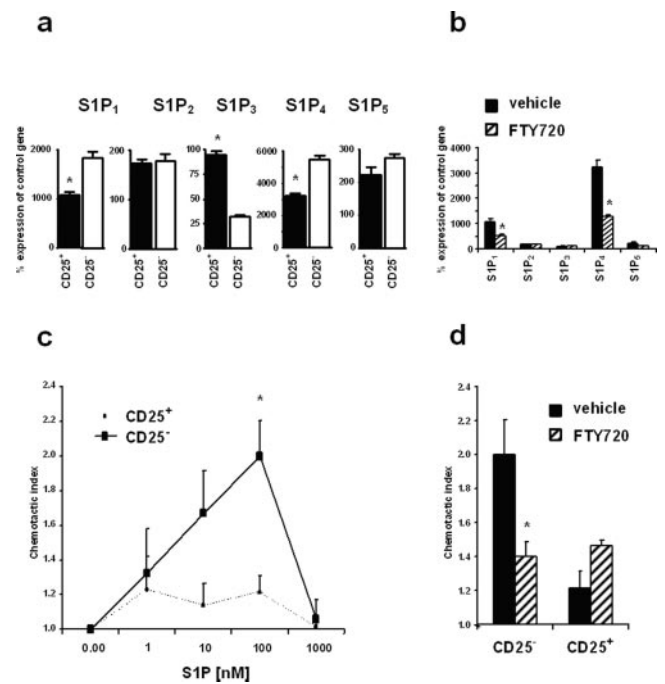 a
S1P1 S1P2 S1P3 S1P4 S1P5
% expression of control gene
2000
1000
0
*
CD25+
CD25-
200
100
0
CD25+
CD25-
100
75
50
25
0
*
CD25+
CD25-
6000
4000
2000
0
*
CD25+
CD25-
300
200
100
0
CD25+
CD25-
b
vehicle
FTY720
% expression of control gene
4000
3000
2000
1000
0
* *
S1P1 S1P2 S1P3 S1P4 S1P5
c
CD25+
CD25-
Chemotactic index
2.4
2.2
2.0
1.8
1.6
1.4
1.2
1.0
*
0.00 1 10 100 1000
S1P [nM]
d
vehicle
FTY720
Chemotactic index
2.4
2.2
2.0
1.8
1.6
1.4
1.2
1.0
*
CD25- CD25+